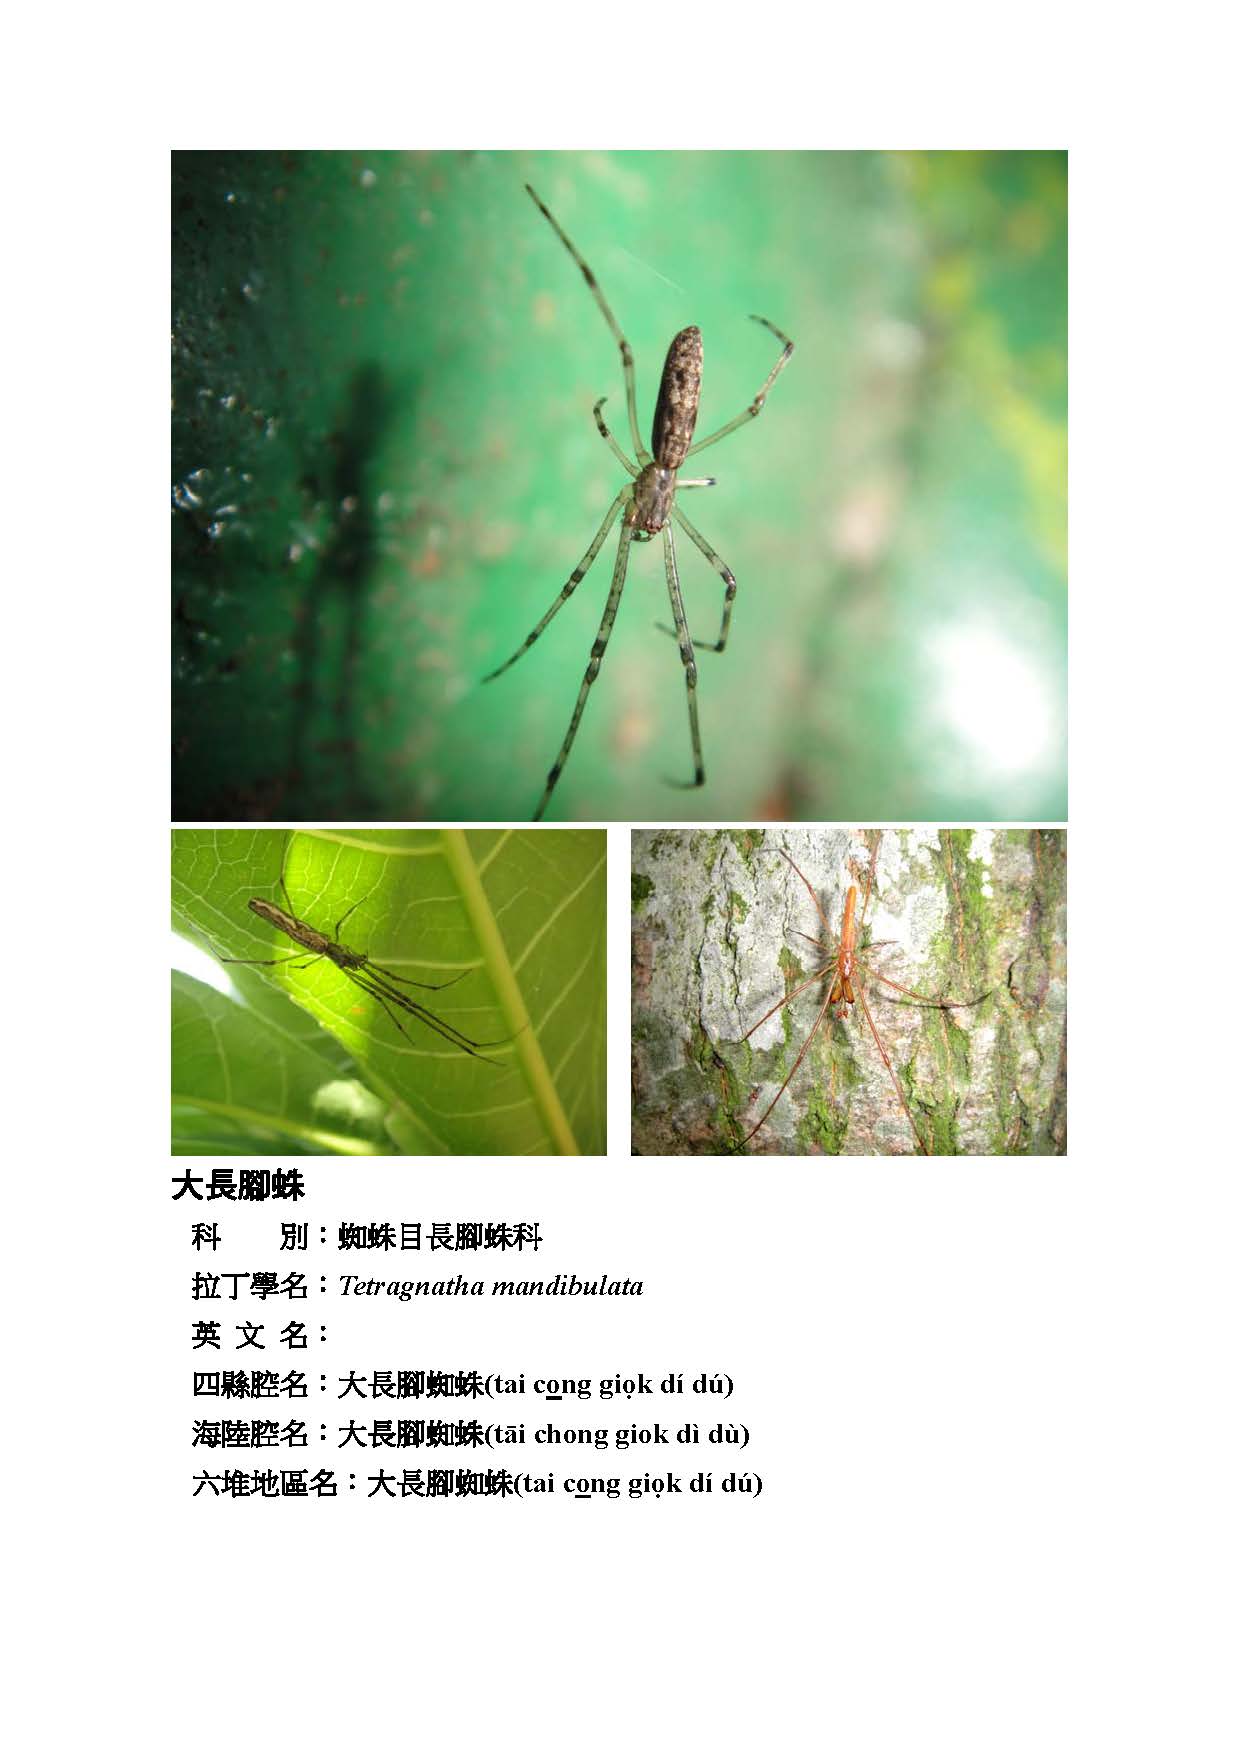 大長腳蛛
科　　別：蜘蛛目長腳蛛科
拉丁學名：Tetragnatha mandibulata
英 文 名：
四縣腔名：大長腳蜘蛛(tai co̲ng giọk dí dú)
海陸腔名：大長腳蜘蛛(tāi chong giok dì dù)
六堆地區名：大長腳蜘蛛(tai co̲ng giọk dí dú)